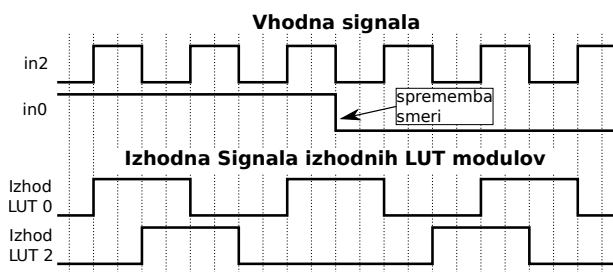 Vhodna signala
in2
in0
sprememba
smeri
Izhodna Signala izhodnih LUT modulov
Izhod
LUT 0
Izhod
LUT 2